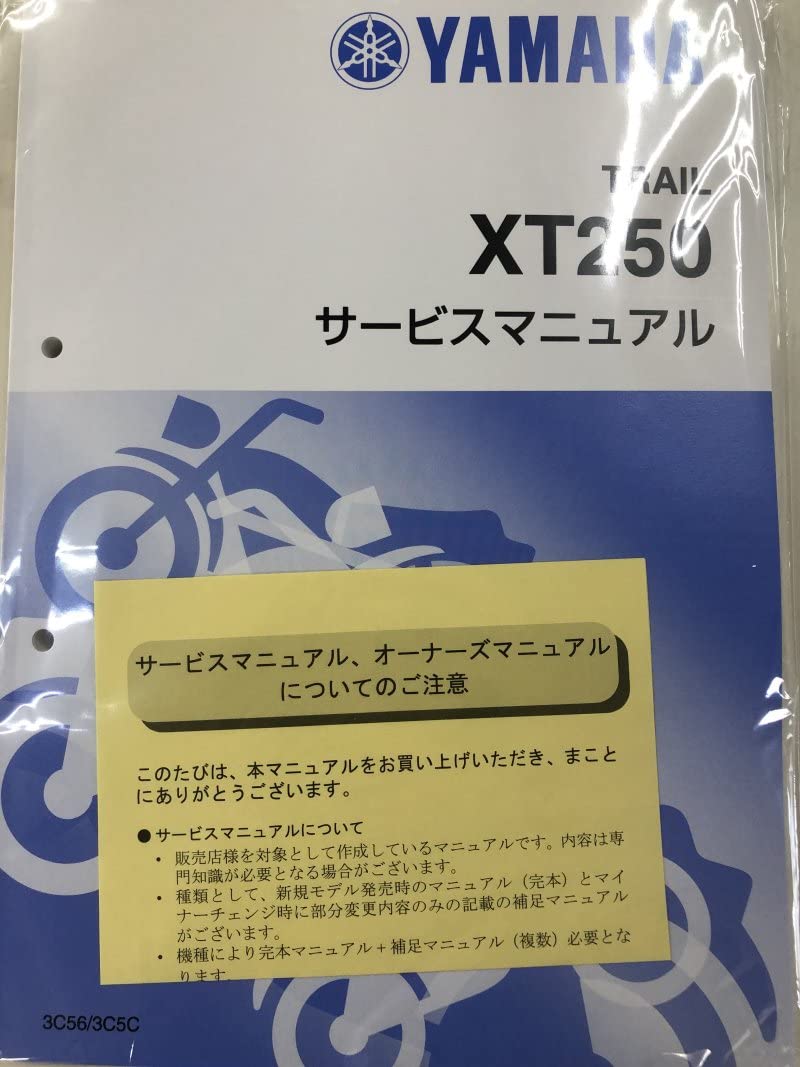 YAMAHA
TRAIL
XT250
サービスマニュアル
サービスマニュアル、オーナーズマニュアル
についてのご注意
このたびは、本マニュアルをお買い上げいただき、まこと
にありがとうございます。
● サービスマニュアルについて
・ 販売店様を対象として作成しているマニュアルです。内容は専
門知識が必要となる場合がございます。
・ 種類として、新規モデル発売時のマニュアル（完本）とマイ
ナーチェンジ時に部分変更内容のみの記載の補足マニュアル
がございます。
・ 機種により完本マニュアル＋補足マニュアル（複数）必要とな
ります。
3C56/3C5C